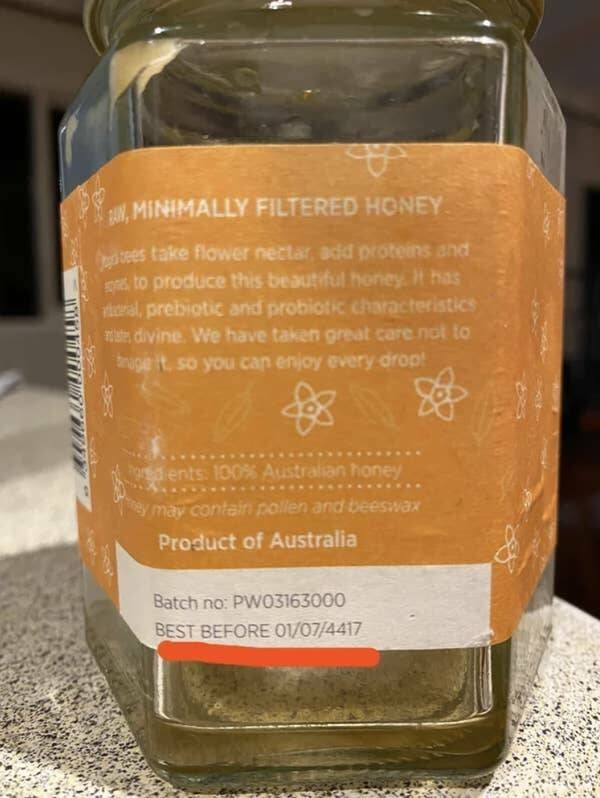 RAW, MINIMALLY FILTERED HONEY
bees take flower nectar, add proteins and
to produce this beautiful honey. It has
prebiotic and probiotic characteristics
divine. We have taken great care not to
it, so you can enjoy every drop!
100% Australian honey
may contain pollen and beeswax
Product of Australia
Batch no: PW03163000
BEST BEFORE 01/07/4417